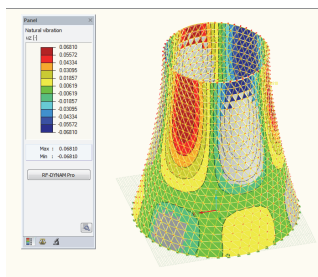 Panel
Natural vibration
uz [-]
0.06810
0.05572
0.04334
0.03095
0.01857
0.00619
-0.00619
-0.01857
-0.03095
-0.04334
-0.05572
-0.06810
Max : 0.06810
Min : -0.06810
RF-DYNAM Pro